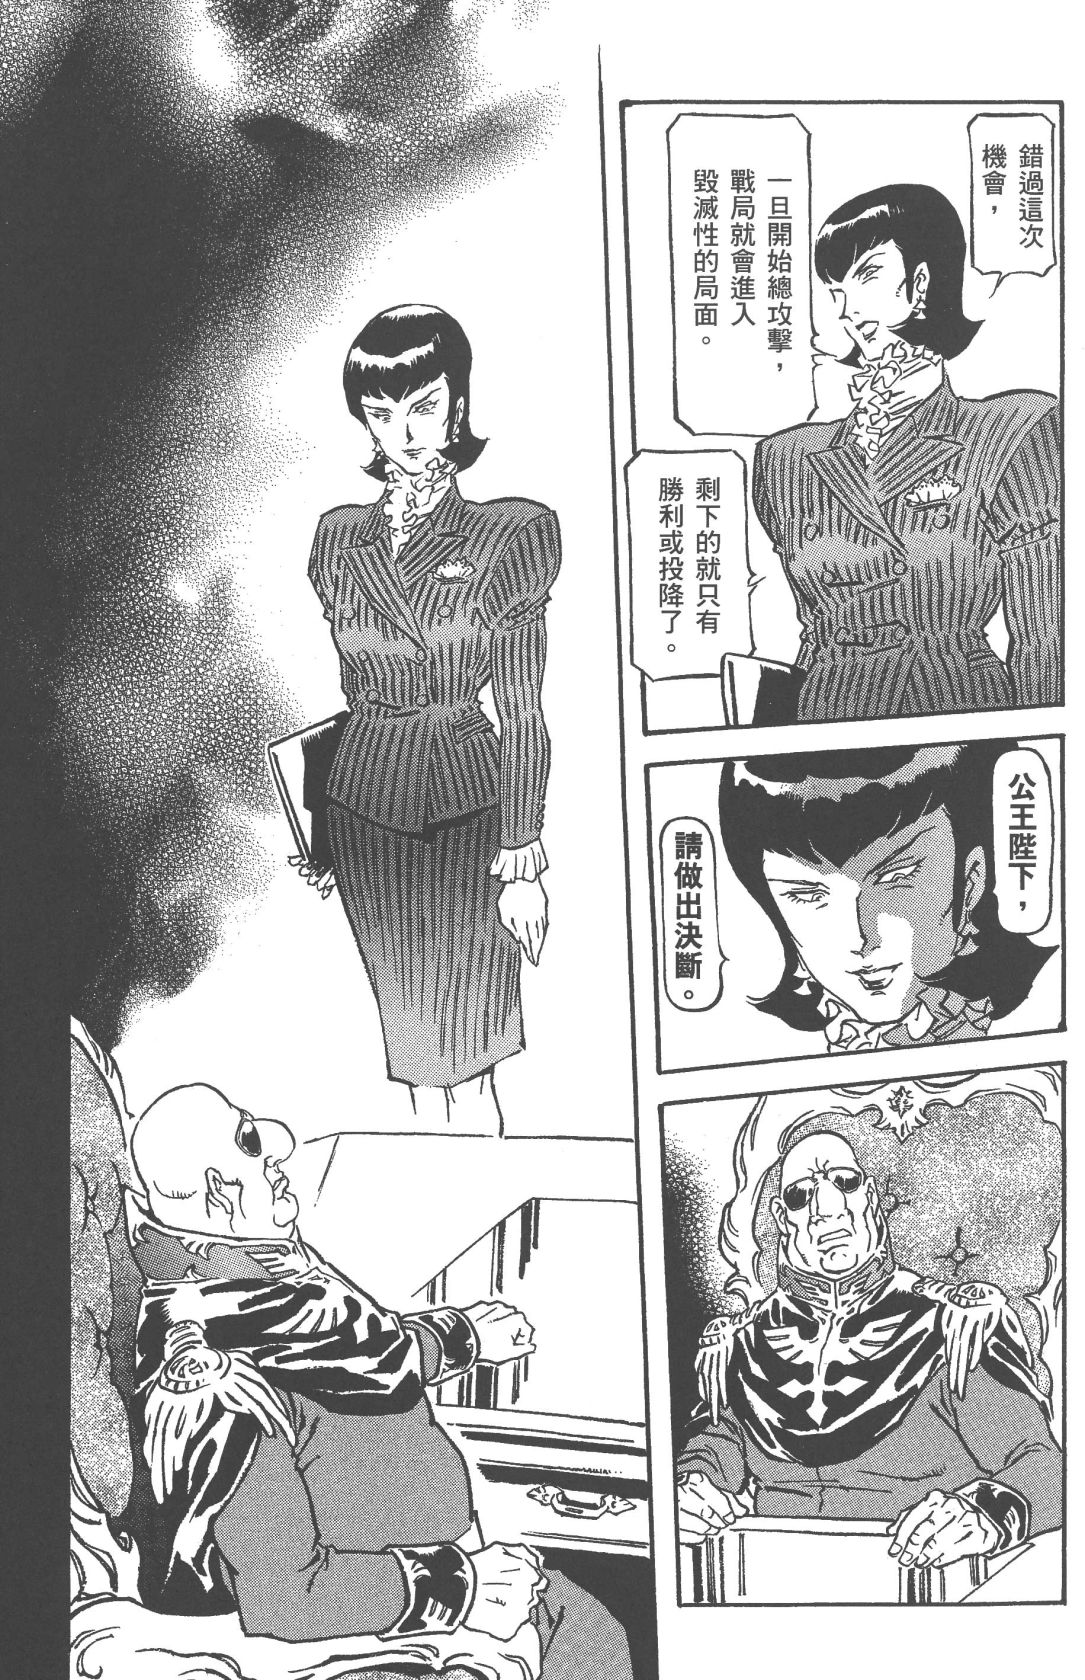 錯過這次
機會，
一旦開始總攻擊，
戰局就會進入
毀滅性的局面。
剩下的就只有
勝利或投降了。
公王陛下，
請做出決斷。